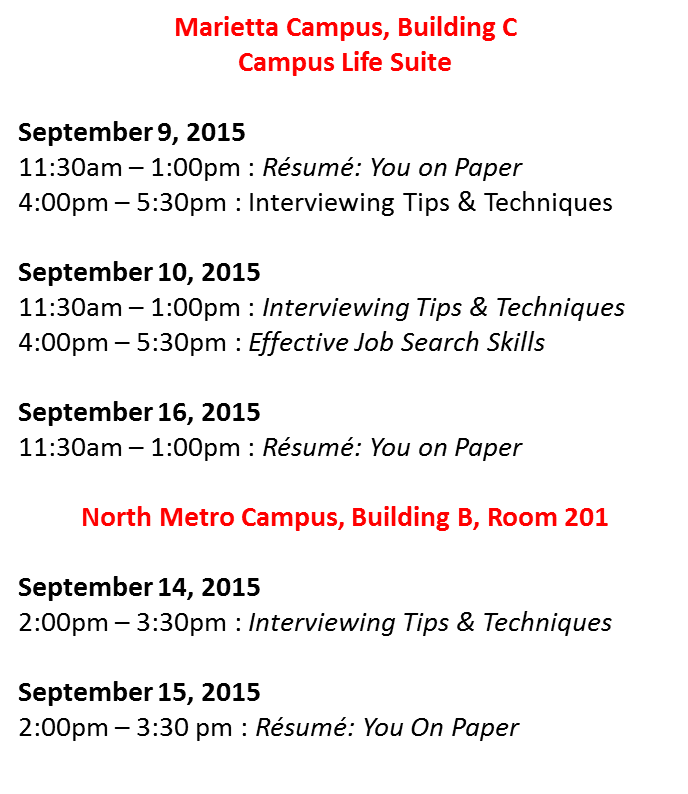 Marietta Campus, Building C
Campus Life Suite
September 9, 2015
11:30am – 1:00pm : Résumé: You on Paper
4:00pm – 5:30pm : Interviewing Tips & Techniques
September 10, 2015
11:30am – 1:00pm : Interviewing Tips & Techniques
4:00pm – 5:30pm : Effective Job Search Skills
September 16, 2015
11:30am – 1:00pm : Résumé: You on Paper
North Metro Campus, Building B, Room 201
September 14, 2015
2:00pm – 3:30pm : Interviewing Tips & Techniques
September 15, 2015
2:00pm – 3:30 pm : Résumé: You On Paper